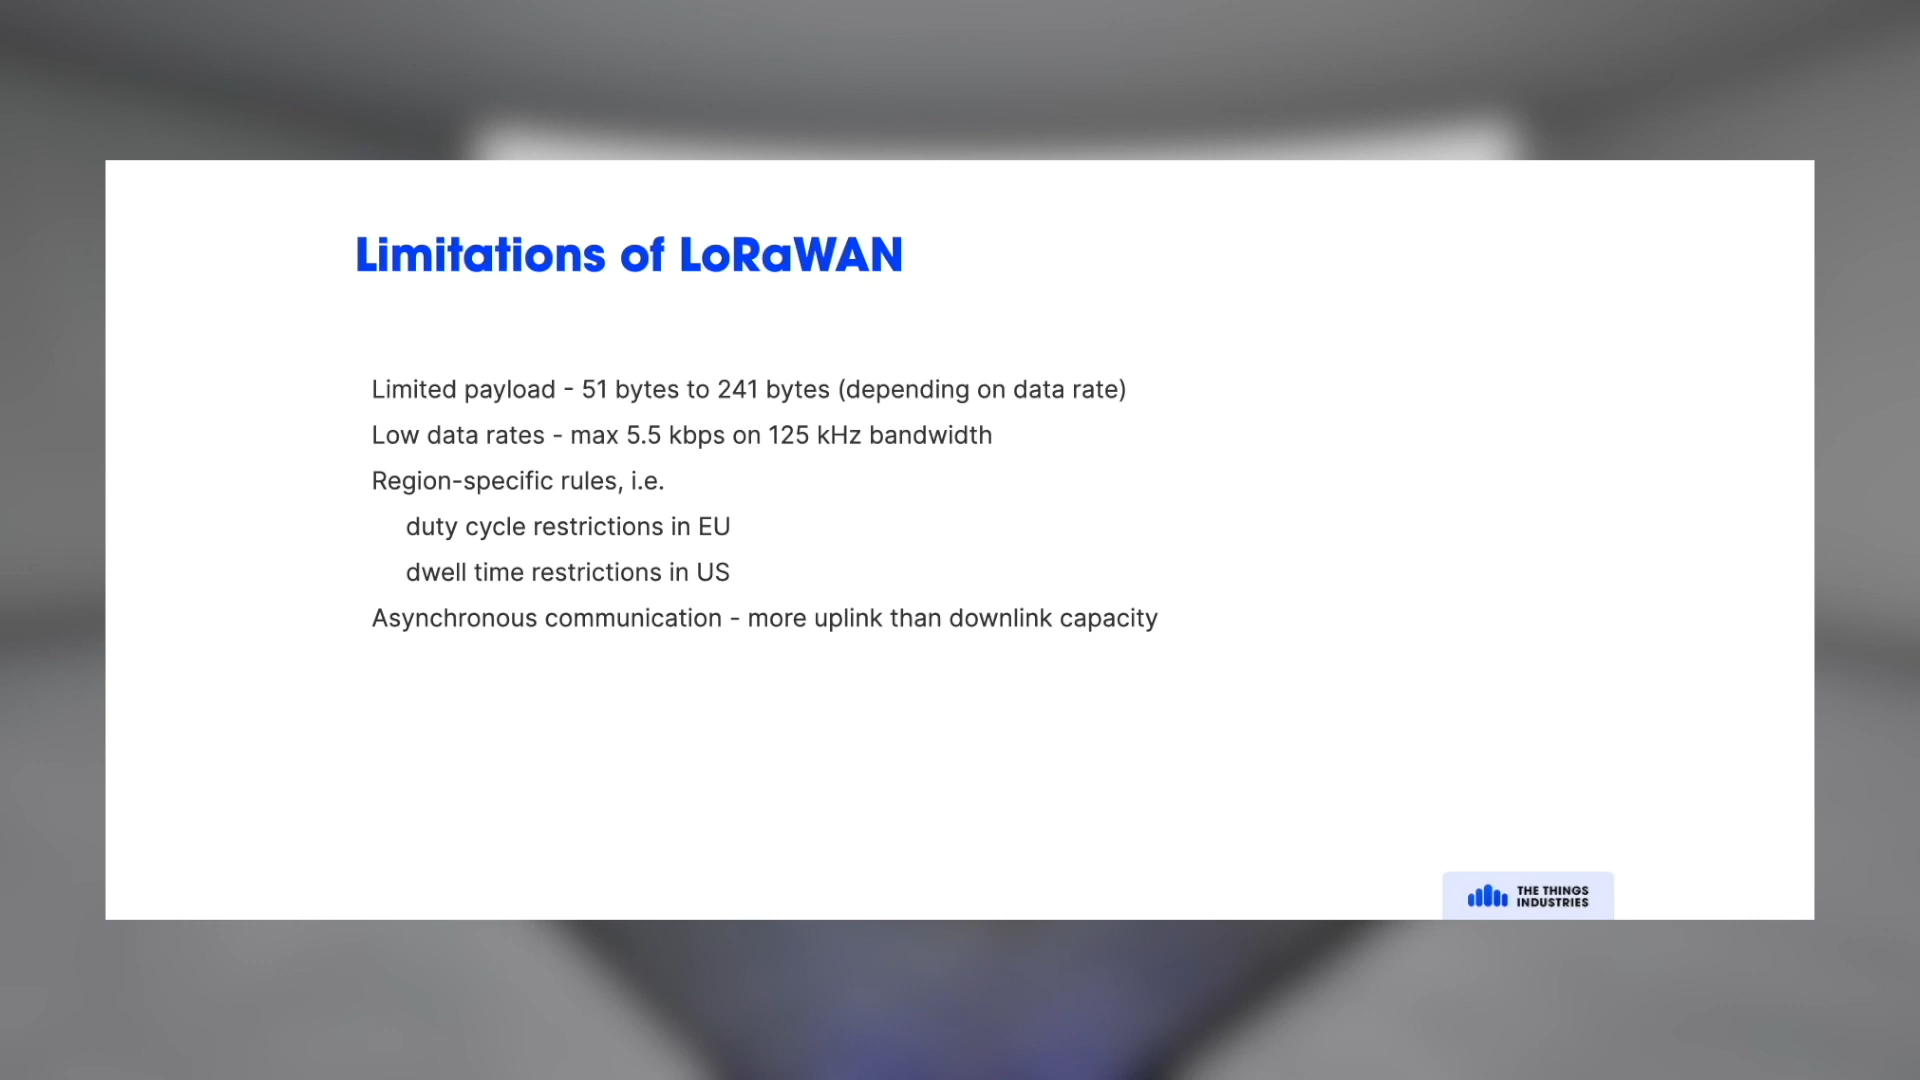 Limitations of LoRaWAN
Limited payload - 51 bytes to 241 bytes (depending on data rate)
Low data rates - max 5.5 kbps on 125 kHz bandwidth
Region-specific rules, i.e.
duty cycle restrictions in EU
dwell time restrictions in US
Asynchronous communication - more uplink than downlink capacity
THE THINGS
INDUSTRIES